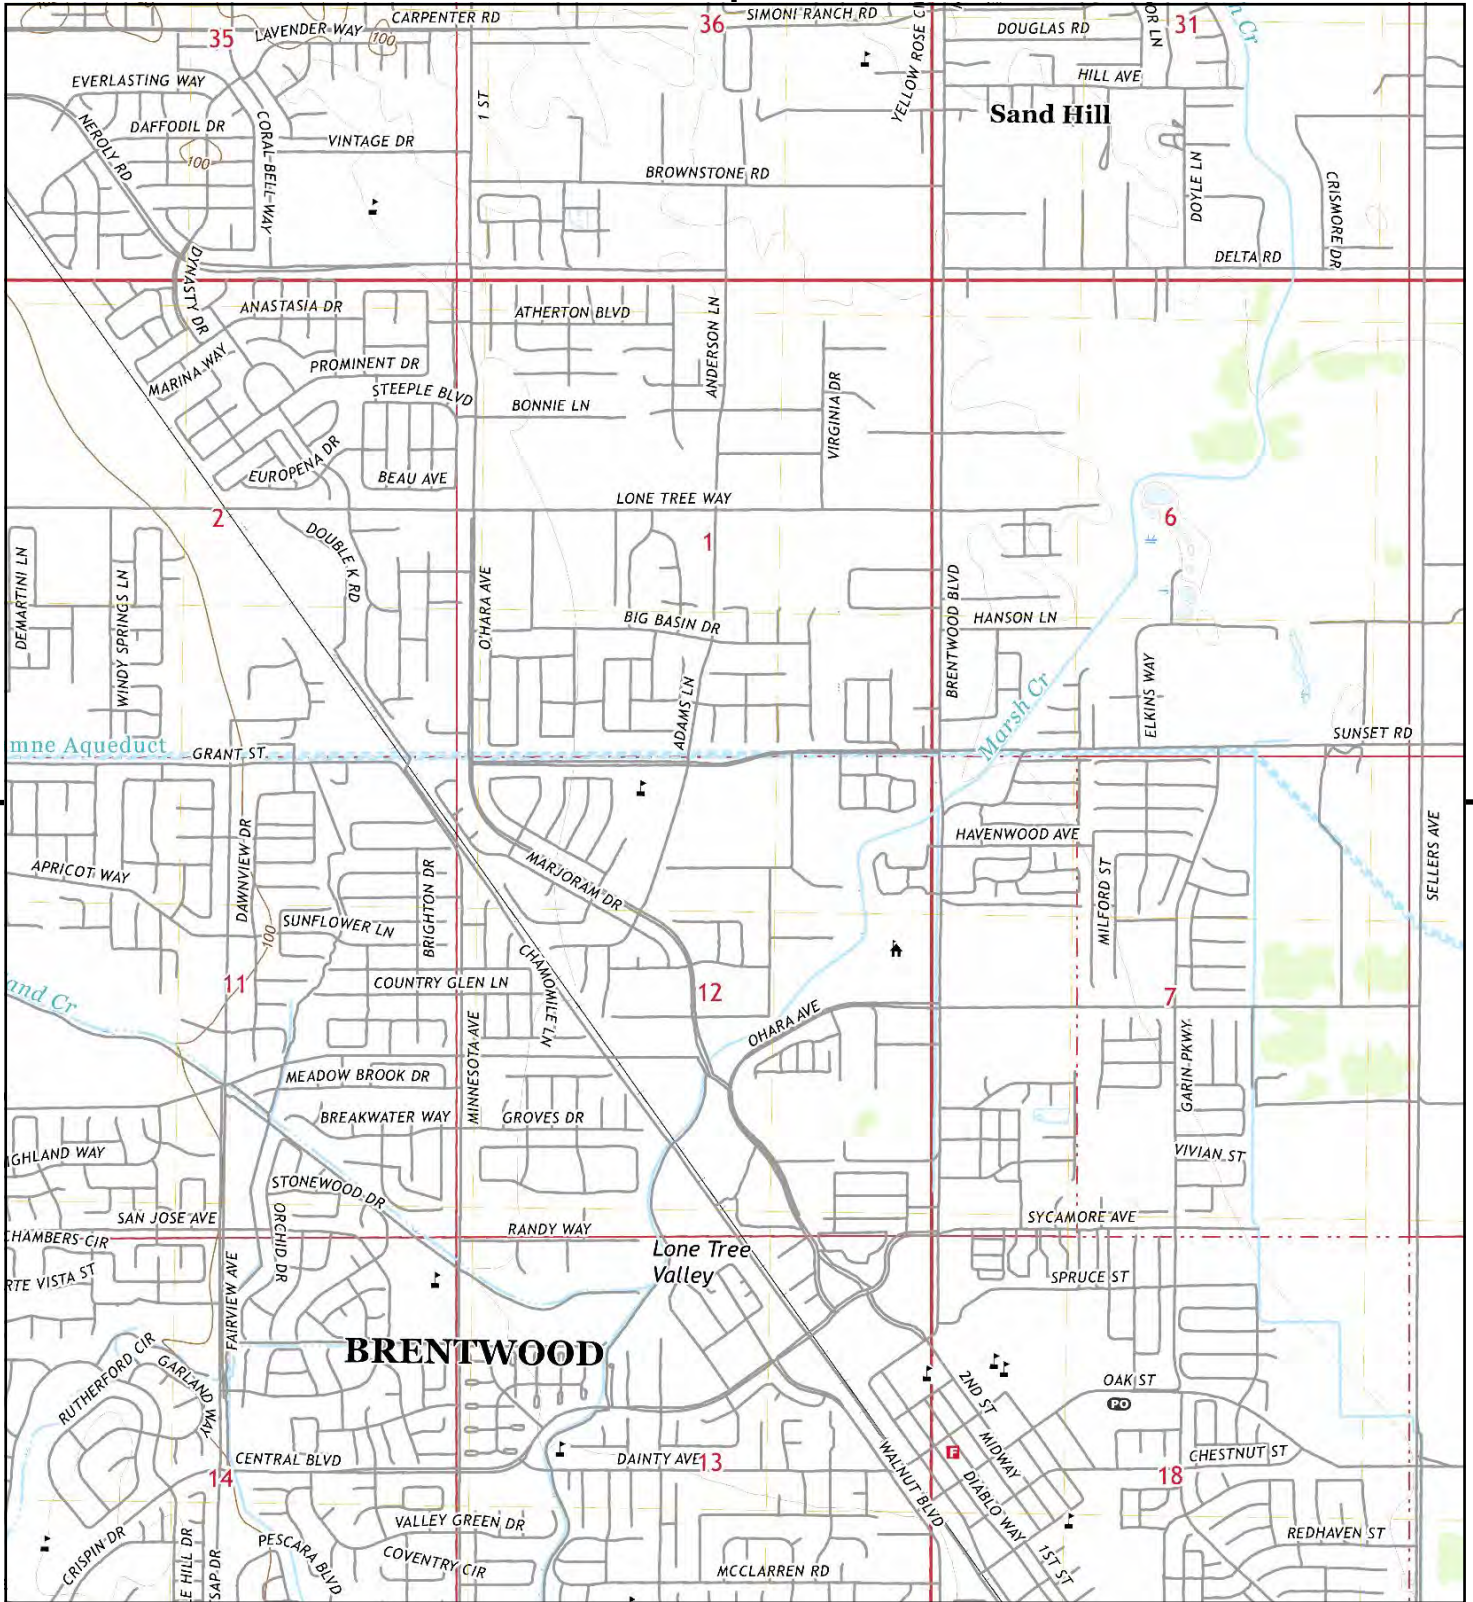 CARPENTER RD
36
SIMONI RANCH RD
35
LAVENDER WAY
100
YELLOW ROSE
DOUGLAS RD
OR LN
31
Cr
EVERLASTING WAY
HILL AVE
1 ST
Sand Hill
NEROLY RD
DAFFODIL DR
CORAL BELL WAY
VINTAGE DR
100
BROWNSTONE RD
DOYLE LN
CRISMORE DR
DELTA RD
DYNASTY DR
ANASTASIA DR
ATHERTON BLVD
ANDERSON LN
MARINA WAY
PROMINENT DR
STEEPLE BLVD
BONNIE LN
VIRGINIA DR
EUROPENA DR
BEAU AVE
LONE TREE WAY
2
1
6
DOUBLE K RD
DEMARTINI LN
WINDY SPRINGS LN
O'HARA AVE
BIG BASIN DR
BRENTWOOD BLVD
HANSON LN
ADAMS LN
Marsh Cr
ELKINS WAY
SUNSET RD
mne Aqueduct
GRANT ST
HAVENWOOD AVE
SELLERS AVE
APRICOT WAY
DAWNVIEW DR
BRIGHTON DR
MARJORAM DR
MILFORD ST
SUNFLOWER LN
100
CHAMOMILE LN
11
COUNTRY GLEN LN
12
7
and Cr
OHARA AVE
MINNESOTA AVE
GARIN PKWY
MEADOW BROOK DR
BREAKWATER WAY
GROVES DR
IGHLAND WAY
VIVIAN ST
STONEWOOD DR
SAN JOSE AVE
ORCHID DR
RANDY WAY
SYCAMORE AVE
CHAMBERS CIR
Lone Tree
Valley
RTE VISTA ST
FAIRVIEW AVE
SPRUCE ST
BRENTWOOD
RUTHERFORD CIR
GARLAND WAY
2ND ST
OAK ST
PO
MIDWAY
CENTRAL BLVD
DAINTY AVE
13
F
CHESTNUT ST
14
WALNUT BLVD
DIABLO WAY
18
VALLEY GREEN DR
REDHAVEN ST
CRISPIN DR
LE HILL DR
SAP DR
PESCARA BLVD
COVENTRY CIR
MCCLARREN RD
1ST ST